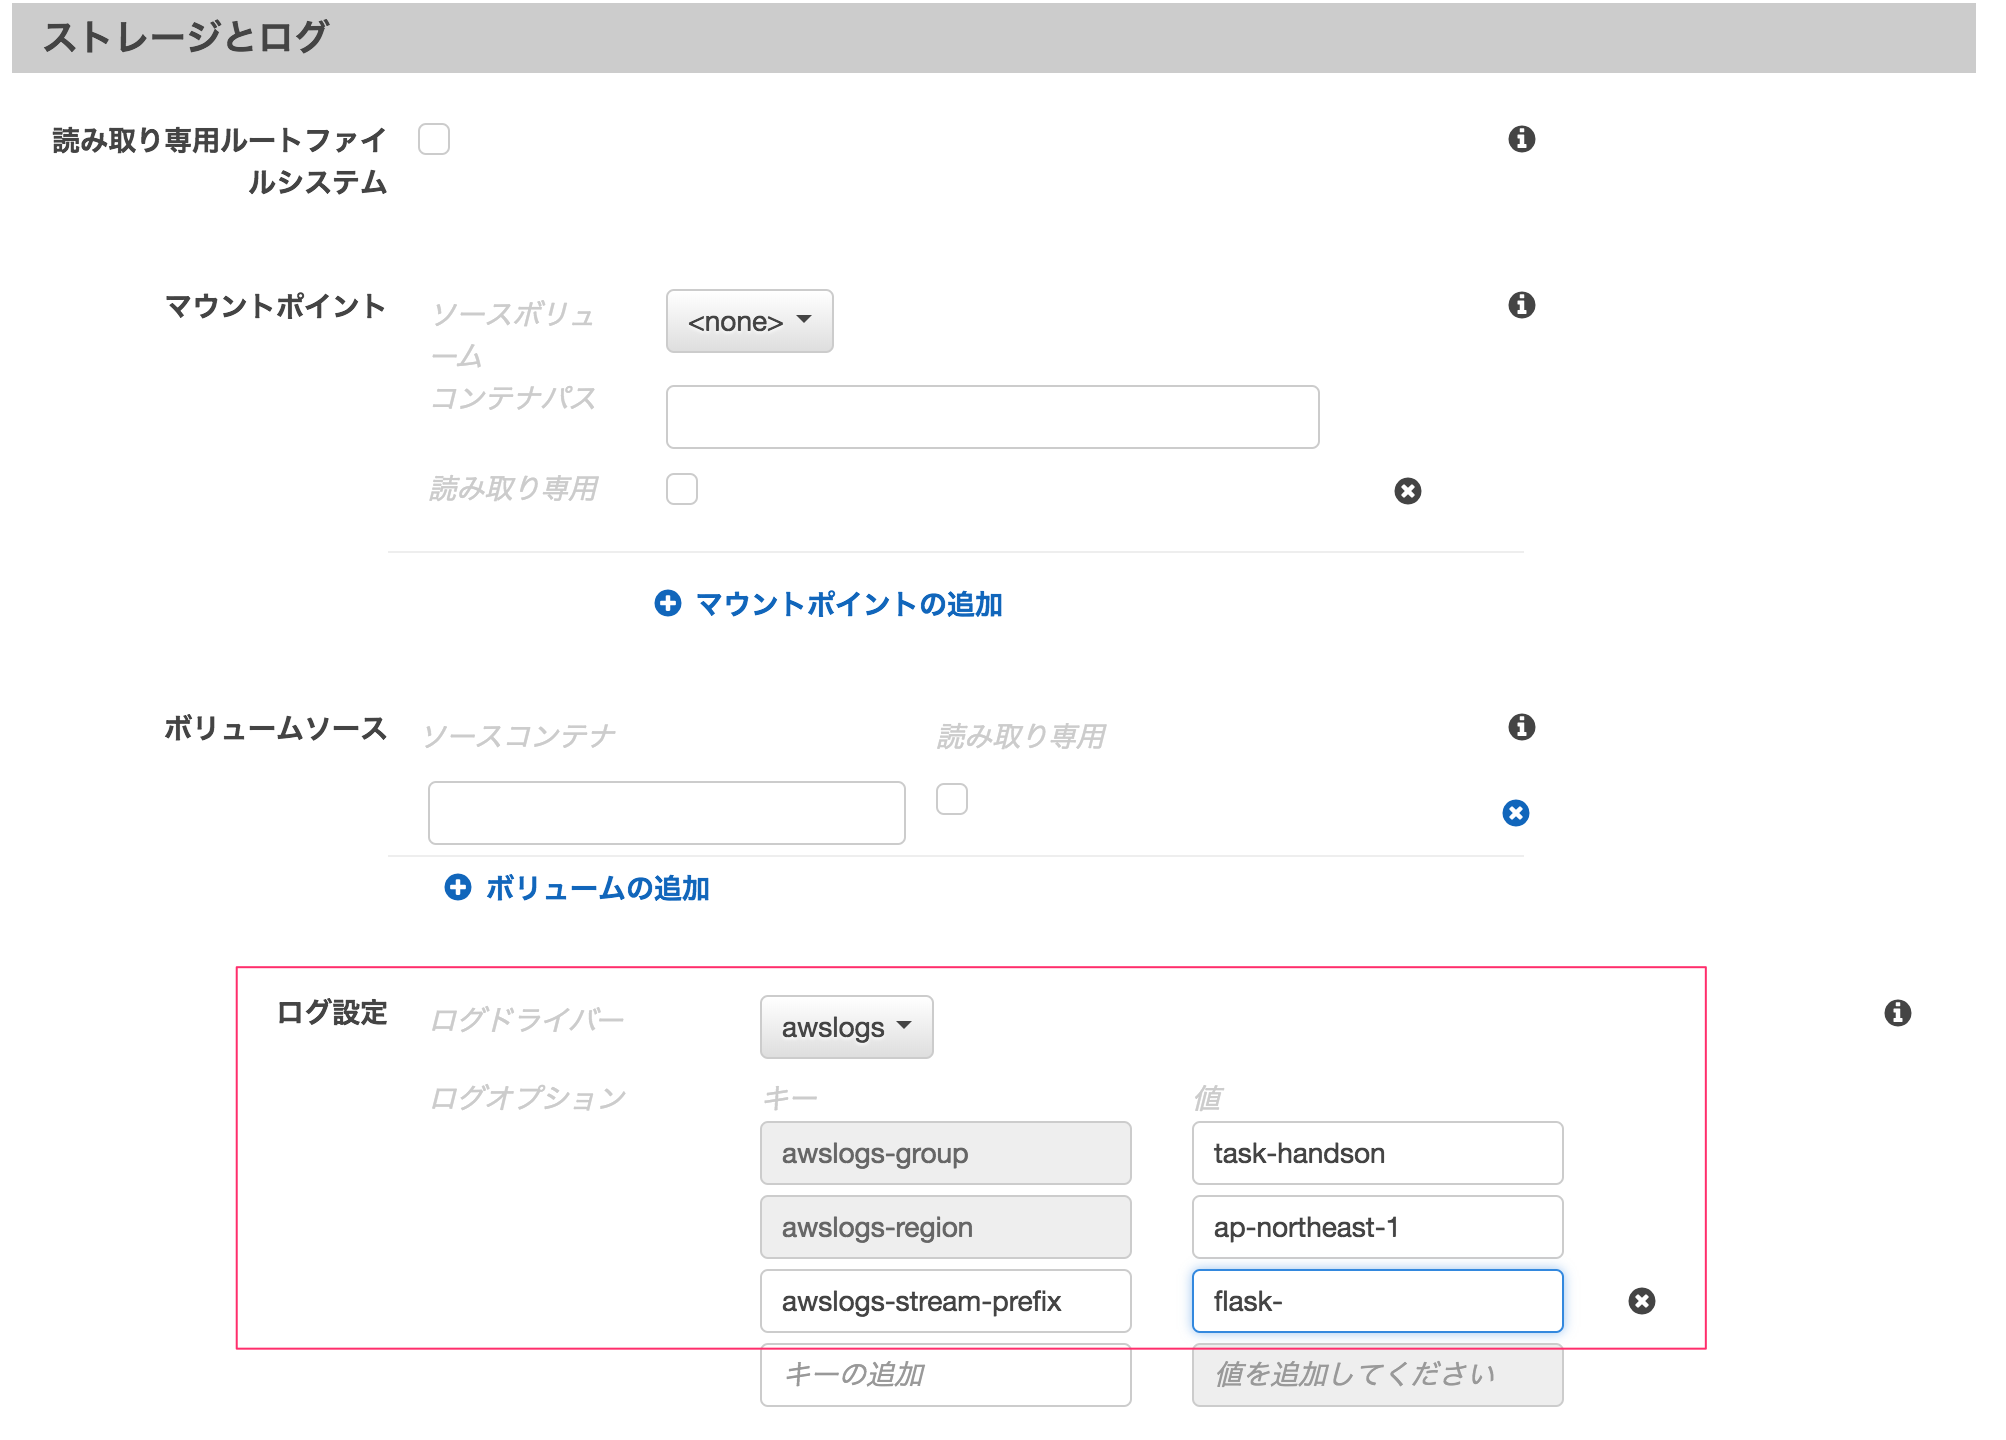 ストレージとログ
読み取り専用ルートファイ
ルシステム
マウントポイント
ソースボリュ
ーム
<none>
コンテナパス
読み取り専用
マウントポイントの追加
ボリュームソース
ソースコンテナ 読み取り専用
ボリュームの追加
ログ設定
ログドライバー awslogs
ログオプション キー 値
awslogs-group task-handson
awslogs-region ap-northeast-1
awslogs-stream-prefix flask-
キーの追加 値を追加してください